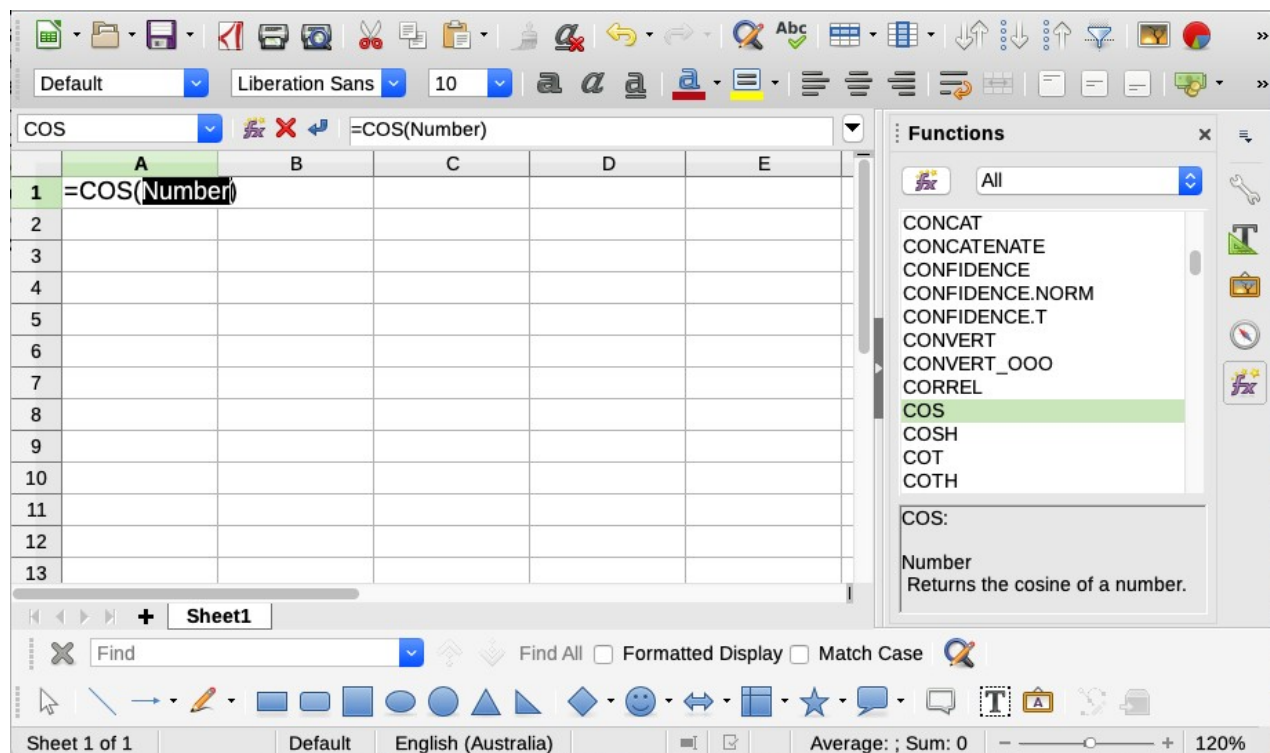 Abc
Default Liberation Sans 10 a a a a
COS fx =COS(Number)
Functions
A B C D E
fx All
1 =COS(Number)
2
3
4
5
6
7
8
9
10
11
12
13
CONCAT
CONCATENATE
CONFIDENCE
CONFIDENCE.NORM
CONFIDENCE.T
CONVERT
CONVERT_OOO
CORREL
COS
COSH
COT
COTH
COS:
Number
Returns the cosine of a number.
Sheet1
Find Find All Formatted Display Match Case
T A
Sheet 1 of 1 Default English (Australia) Average: ; Sum: 0 120%